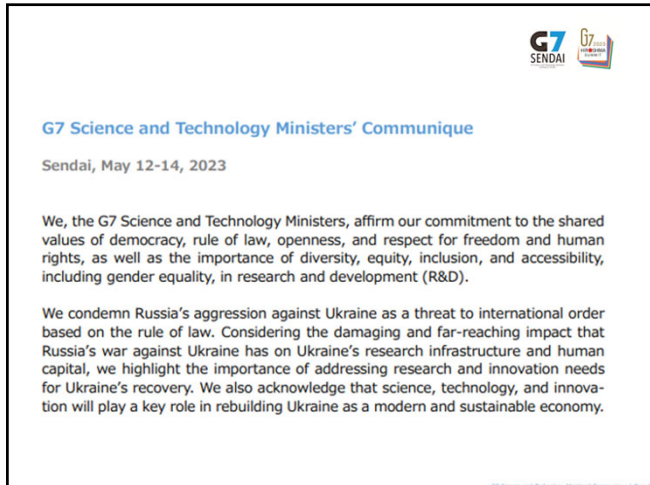 G7
SENDAI
G7 2023
HIROSHIMA
SUMMIT
G7 Science and Technology Ministers’ Communique
Sendai, May 12-14, 2023
We, the G7 Science and Technology Ministers, affirm our commitment to the shared
values of democracy, rule of law, openness, and respect for freedom and human
rights, as well as the importance of diversity, equity, inclusion, and accessibility,
including gender equality, in research and development (R&D).
We condemn Russia’s aggression against Ukraine as a threat to international order
based on the rule of law. Considering the damaging and far-reaching impact that
Russia’s war against Ukraine has on Ukraine’s research infrastructure and human
capital, we highlight the importance of addressing research and innovation needs
for Ukraine’s recovery. We also acknowledge that science, technology, and innova-
tion will play a key role in rebuilding Ukraine as a modern and sustainable economy.